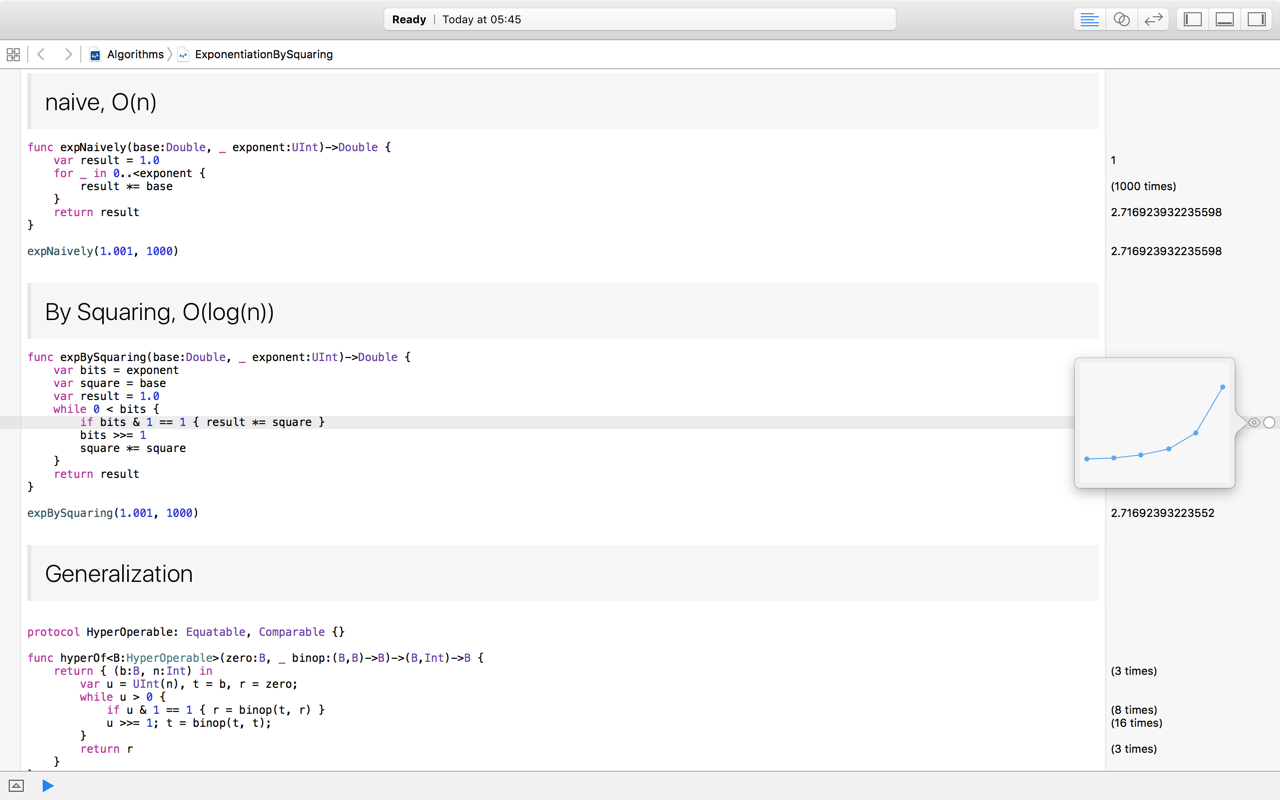 Ready | Today at 05:45
Algorithms 〉 ExponentiationBySquaring
naive, O(n)
func expNaively(base:Double, _ exponent:UInt)->Double {
    var result = 1.0
1
    for _ in 0..<exponent {
        result *= base
(1000 times)
    }
    return result
2.716923932235598
}
expNaively(1.001, 1000)
2.716923932235598
By Squaring, O(log(n))
func expBySquaring(base:Double, _ exponent:UInt)->Double {
    var bits = exponent
    var square = base
    var result = 1.0
    while 0 < bits {
        if bits & 1 == 1 { result *= square }
        bits >>= 1
        square *= square
    }
    return result
}
expBySquaring(1.001, 1000)
2.71692393223552
Generalization
protocol HyperOperable: Equatable, Comparable {}
func hyperOf<B:HyperOperable>(zero:B, _ binop:(B,B)->B)->(B,Int)->B {
    return { (b:B, n:Int) in
(3 times)
        var u = UInt(n), t = b, r = zero;
        while u > 0 {
            if u & 1 == 1 { r = binop(t, r) }
(8 times)
            u >>= 1; t = binop(t, t);
(16 times)
        }
        return r
(3 times)
    }